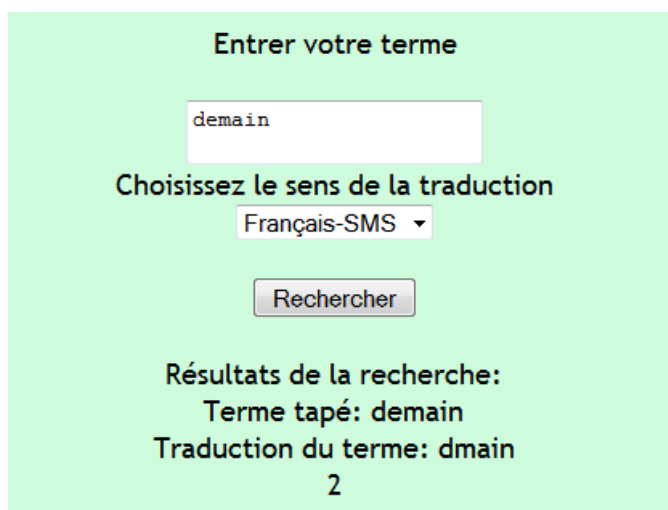 Entrer votre terme
demain
Choisissez le sens de la traduction
Français-SMS
Rechercher
Résultats de la recherche:
Terme tapé: demain
Traduction du terme: dmain
2